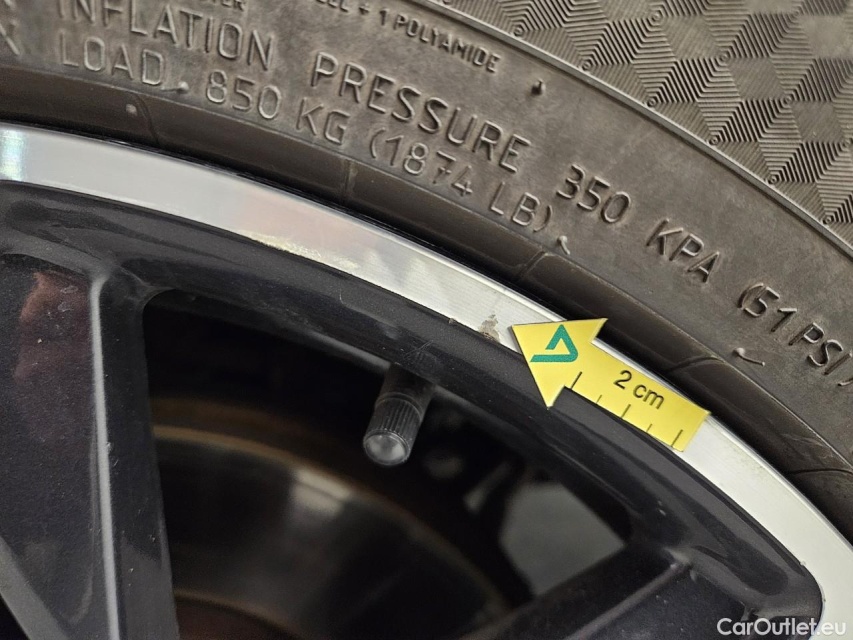 + 1 POLYAMIDE
INFLATION PRESSURE 350 KPA (51 PSI)
LOAD 850 KG (1874 LB)
2 cm
CarOutlet.eu